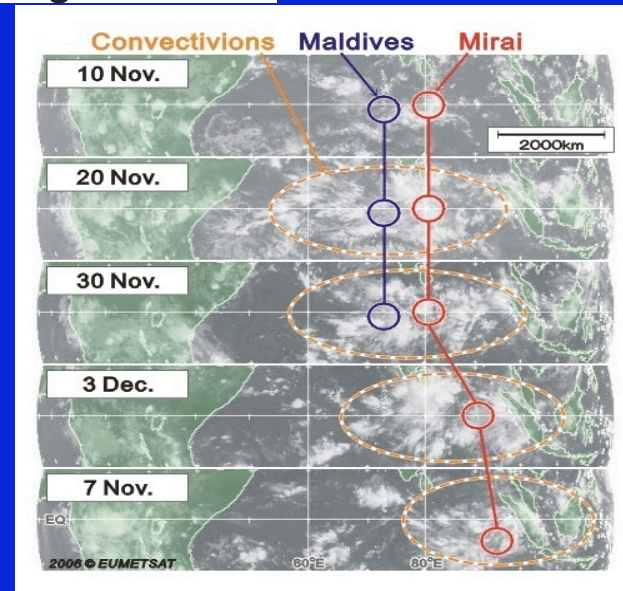 Convectivions Maldives Mirai
10 Nov.
2000km
20 Nov.
30 Nov.
3 Dec.
7 Nov.
EQ
2006 © EUMETSAT 60°E 80°E